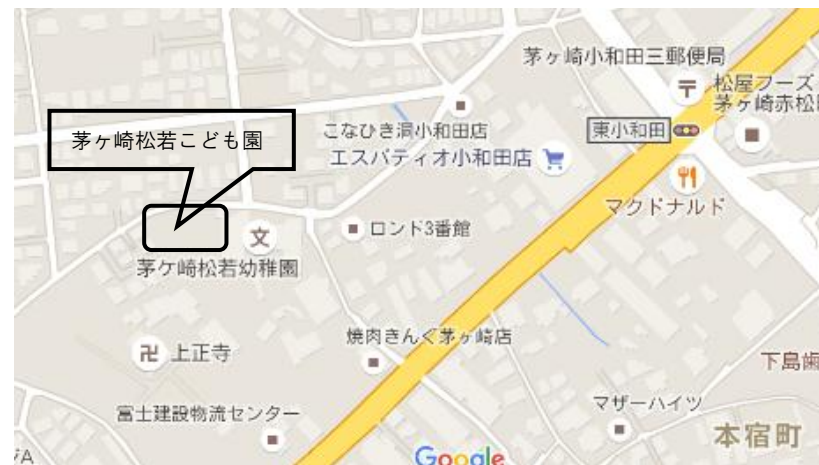 茅ヶ崎小和田三郵便局
松屋フーズ
茅ヶ崎赤松
茅ヶ崎松若こども園
こなひき洞小和田店
東小和田
エスパティオ小和田店
マクドナルド
文
ロンド3番館
茅ケ崎松若幼稚園
焼肉きんぐ茅ヶ崎店
上正寺
下島歯
マザーハイツ
富士建設物流センター
本宿町
A
Google